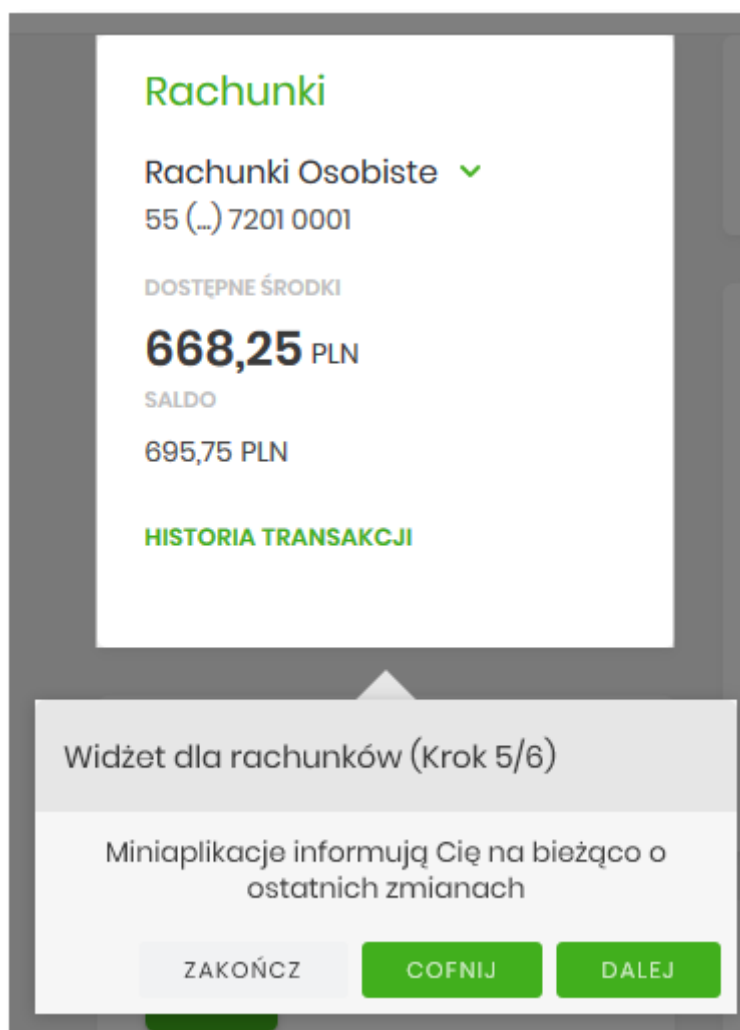 Rachunki
Rachunki Osobiste
55 (...) 7201 0001
DOSTĘPNE ŚRODKI
668,25 PLN
SALDO
695,75 PLN
HISTORIA TRANSAKCJI
Widżet dla rachunków (Krok 5/6)
Miniaplikacje informują Cię na bieżąco o
ostatnich zmianach
ZAKOŃCZ COFNIJ DALEJ